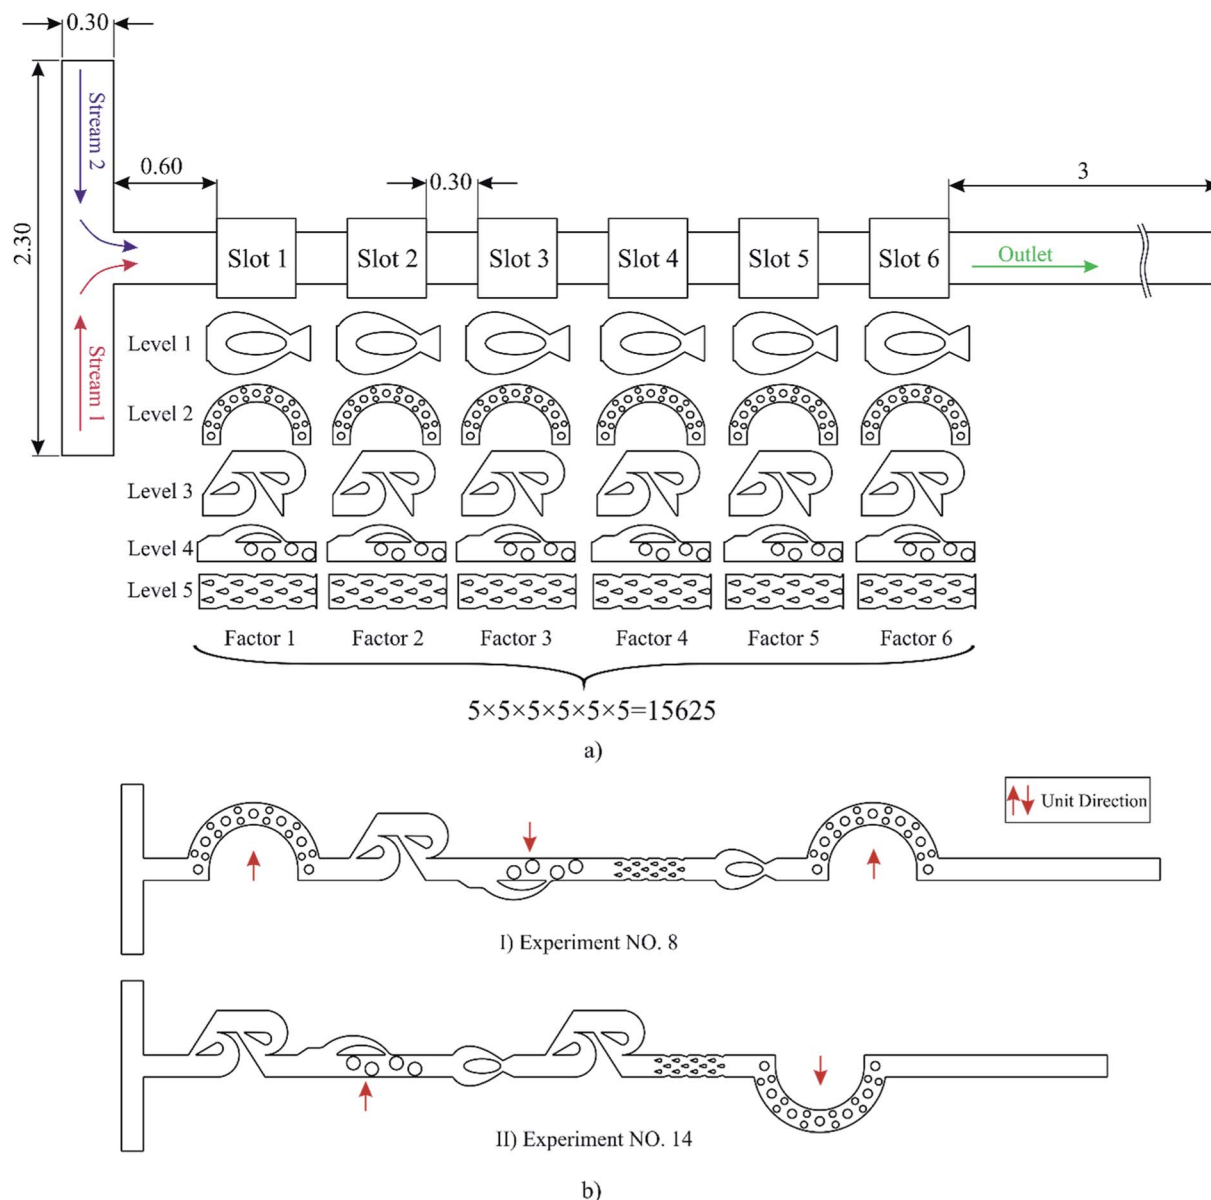 0.30
Stream 2
2.30
0.60
0.30
3
Slot 1 Slot 2 Slot 3 Slot 4 Slot 5 Slot 6
Outlet
Stream 1
Level 1
Level 2
Level 3
Level 4
Level 5
Factor 1 Factor 2 Factor 3 Factor 4 Factor 5 Factor 6
5×5×5×5×5×5=15625
a)
Unit Direction
I) Experiment NO. 8
II) Experiment NO. 14
b)